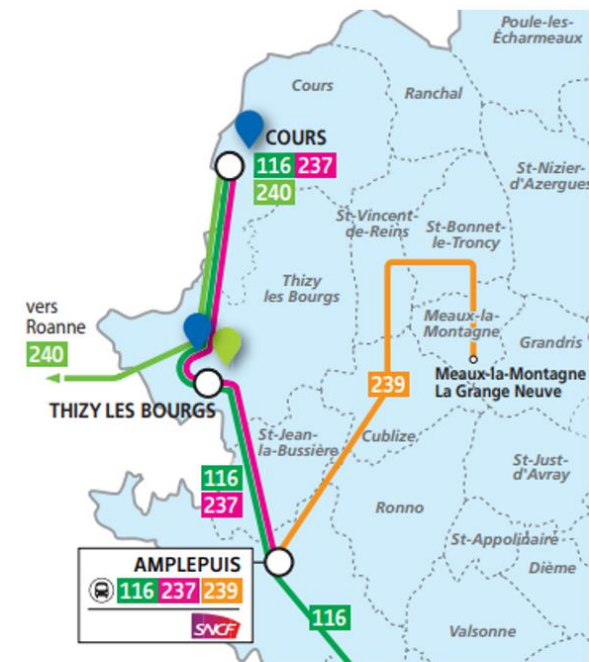 Poule-les-
Écharmeaux
Cours
Ranchal
COURS
116 237
240
St-Nizier-
d'Azergues
St-Vincent-
de-Reins
St-Bonnet-
le-Troncy
Thizy
les Bourgs
vers
Roanne
240
Meaux-la-
Montagne
Grandris
Meaux-la-Montagne
La Grange Neuve
239
THIZY LES BOURGS
St-Jean-
la-Bussière
Cublize
116
237
St-Just-
d'Avray
Ronno
St-Appolinaire
Dième
AMPLEPUIS
116 237 239
SNCF
116
Valsonne